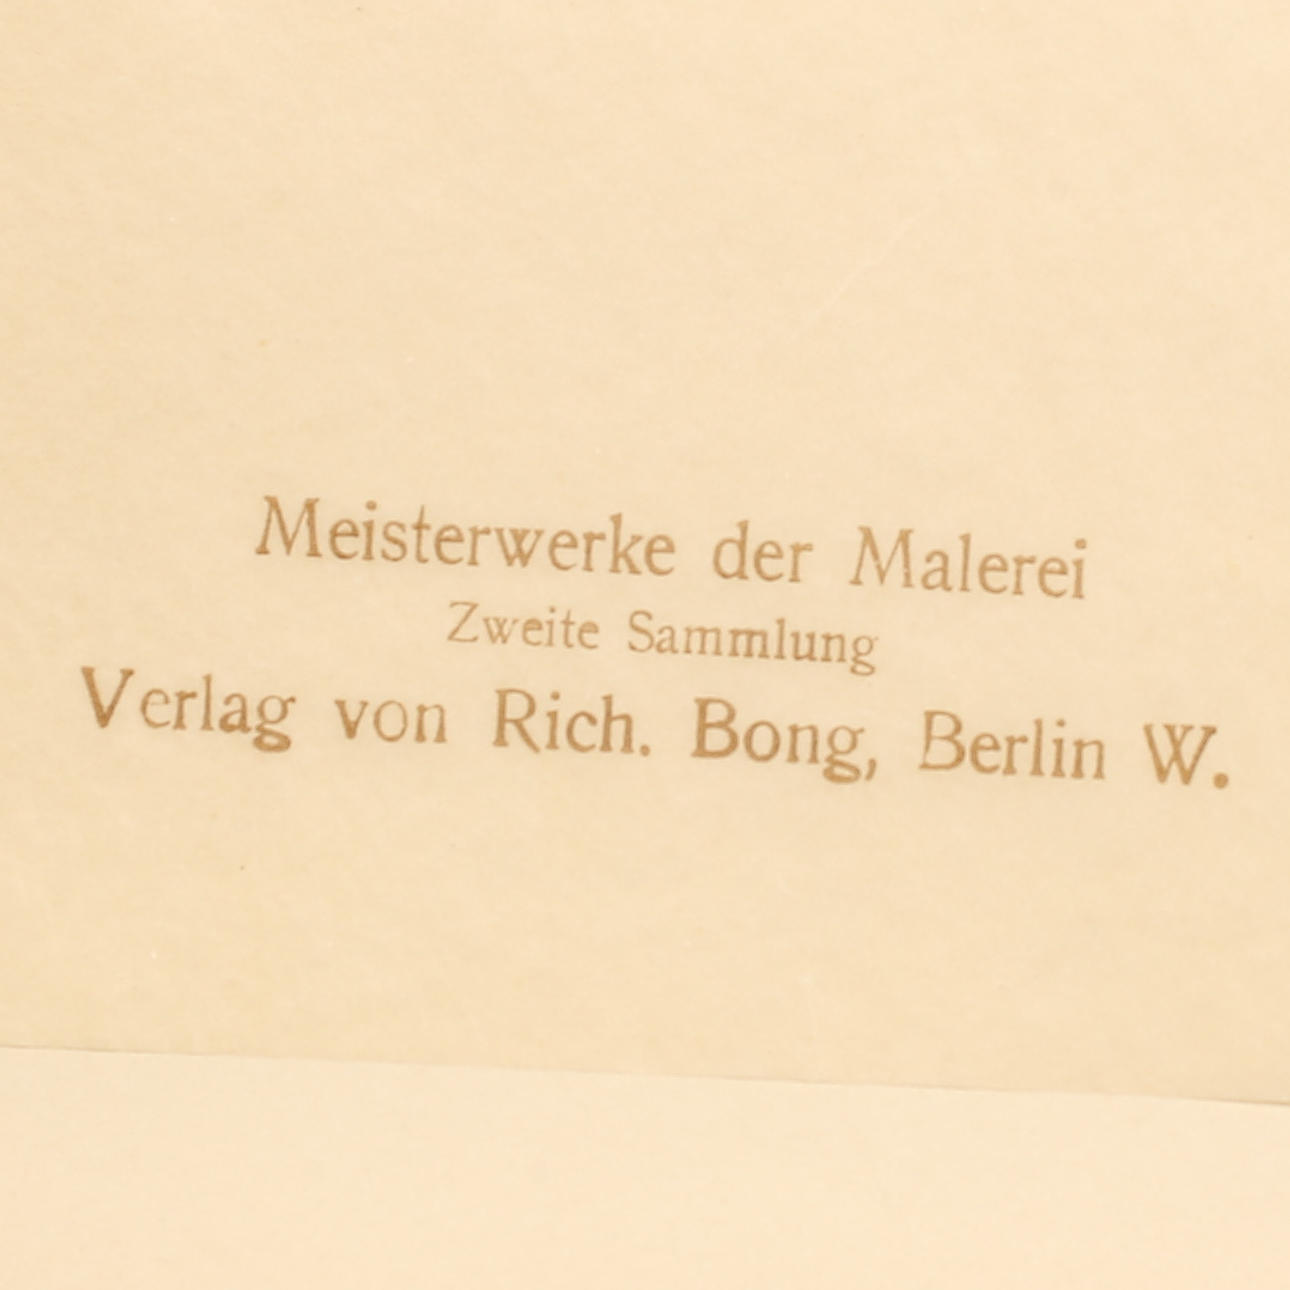 Meisterwerke der Malerei
Zweite Sammlung
Verlag von Rich. Bong, Berlin W.